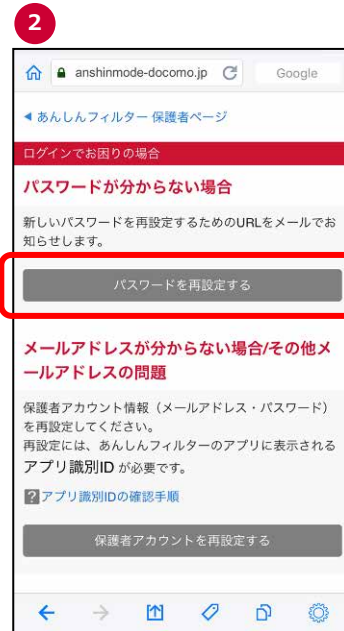 2
anshinmode-docomo.jp
Google
あんしんフィルター 保護者ページ
ログインでお困りの場合
パスワードが分からない場合
新しいパスワードを再設定するためのURLをメールでお
知らせします。
パスワードを再設定する
メールアドレスが分からない場合/その他メ
ールアドレスの問題
保護者アカウント情報（メールアドレス・パスワード）
を再設定してください。
再設定には、あんしんフィルターのアプリに表示される
アプリ識別ID が必要です。
?アプリ識別IDの確認手順
保護者アカウントを再設定する